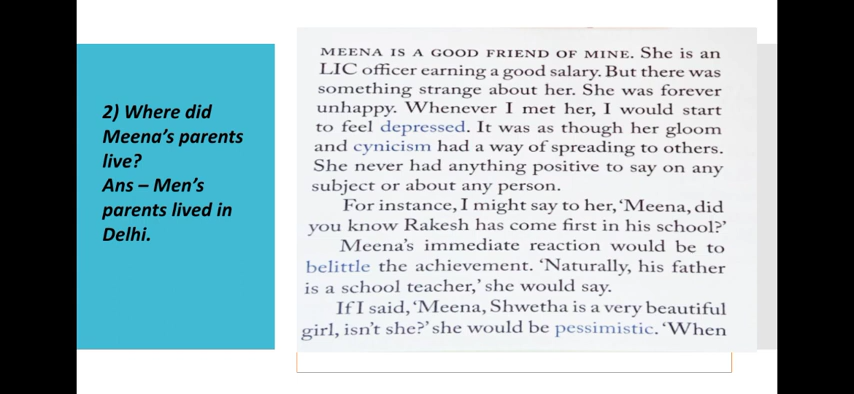 2) Where did
Meena's parents
live?
Ans – Men's
parents lived in
Delhi.
MEENA IS A GOOD FRIEND OF MINE. She is an
LIC officer earning a good salary. But there was
something strange about her. She was forever
unhappy. Whenever I met her, I would start
to feel depressed. It was as though her gloom
and cynicism had a way of spreading to others.
She never had anything positive to say on any
subject or about any person.
For instance, I might say to her, 'Meena, did
you know Rakesh has come first in his school?'
Meena's immediate reaction would be to
belittle the achievement. 'Naturally, his father
is a school teacher,' she would say.
If I said, 'Meena, Shwetha is a very beautiful
girl, isn't she?' she would be pessimistic. 'When